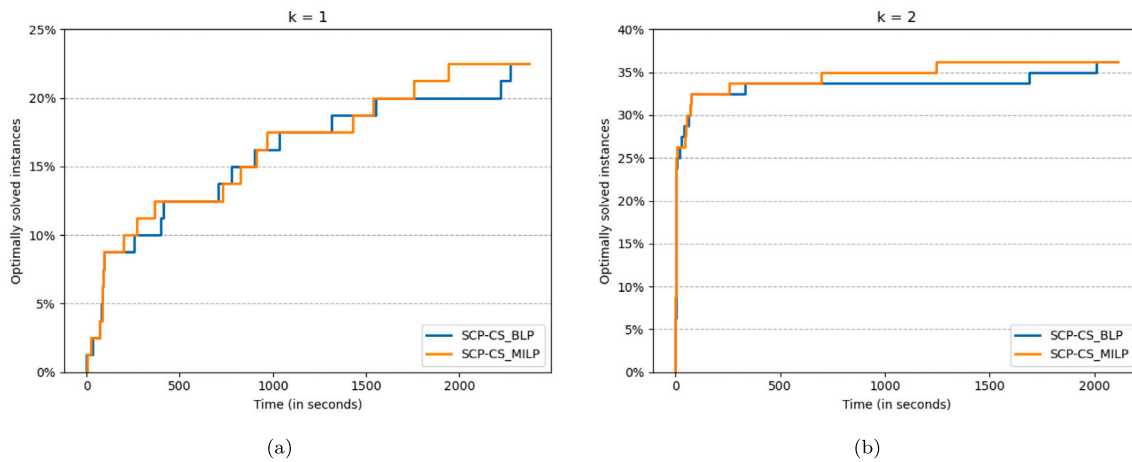 k = 1
25%
20%
15%
10%
5%
0%
Optimally solved instances
0
500
1000
1500
2000
Time (in seconds)
SCP-CS_BLP
SCP-CS_MILP
(a)
k = 2
40%
35%
30%
25%
20%
15%
10%
5%
0%
Optimally solved instances
0
500
1000
1500
2000
Time (in seconds)
SCP-CS_BLP
SCP-CS_MILP
(b)